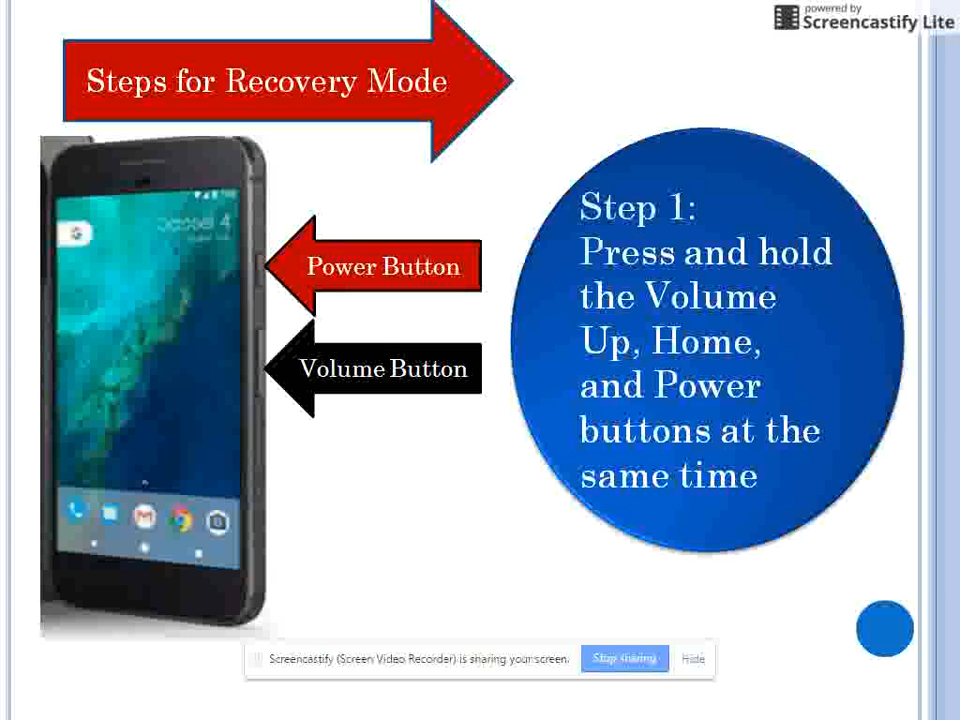 powered by
Screencastify Lite
Steps for Recovery Mode
Power Button
Volume Button
Step 1:
Press and hold
the Volume
Up, Home,
and Power
buttons at the
same time
Screencastify (Screen Video Recorder) is sharing your screen.
Stop sharing
Hide